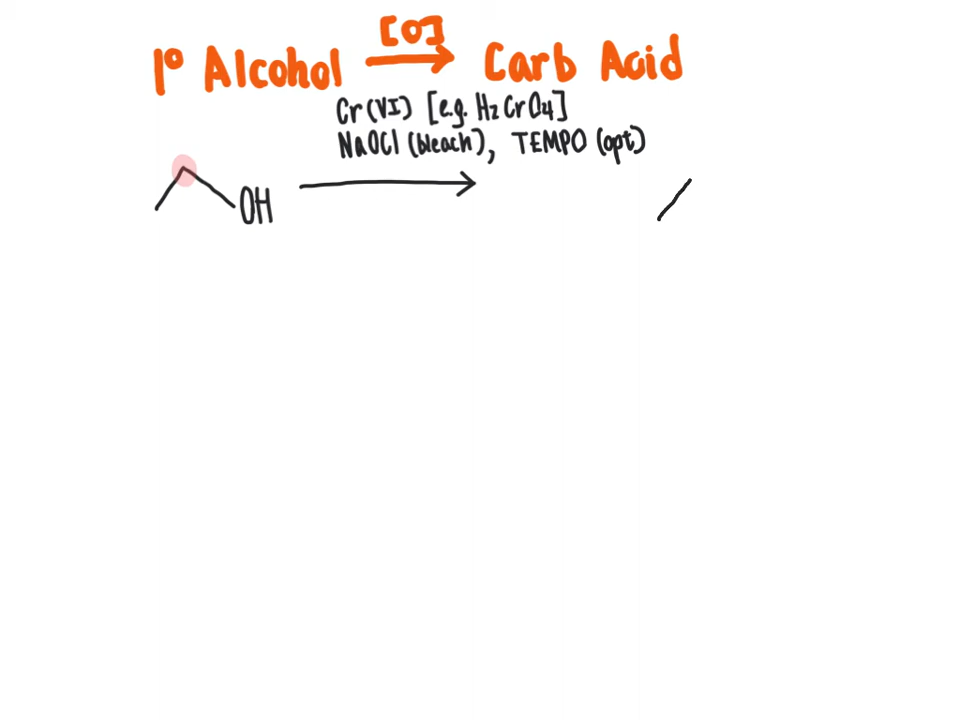 [O]
1° Alcohol → Carb Acid
Cr(VI) [e.g. H₂CrO₄]
NaOCl (bleach), TEMPO (opt)
OH